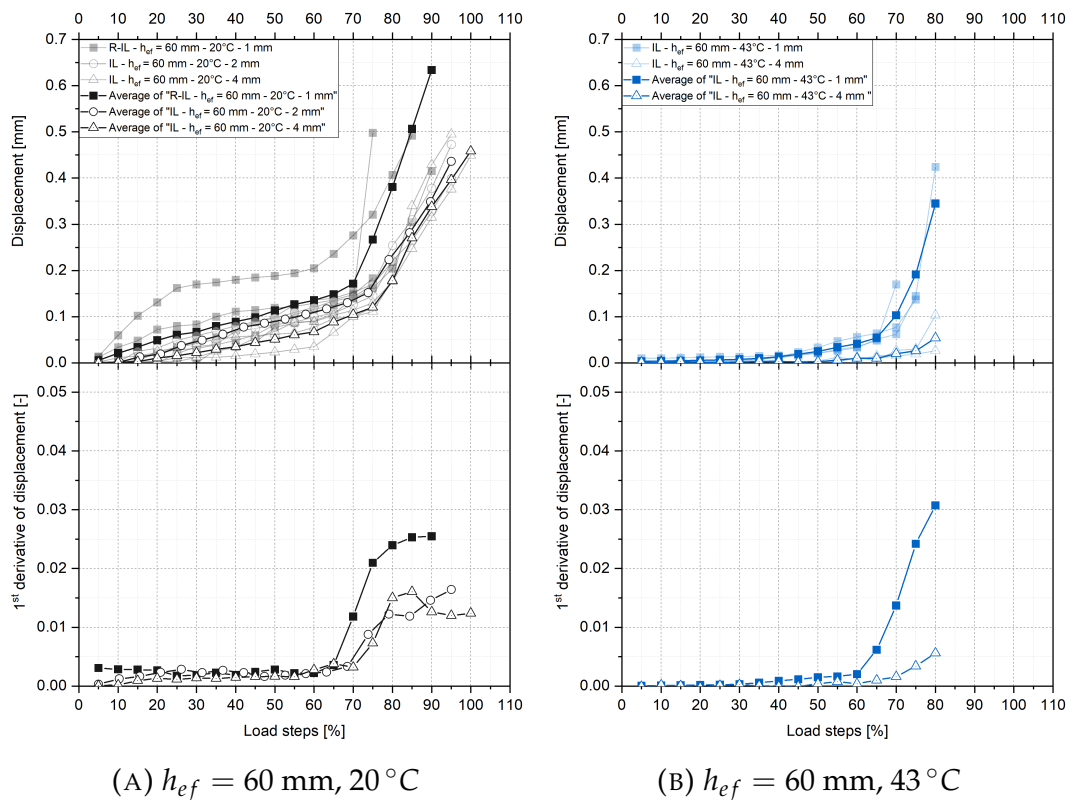 0 10 20 30 40 50 60 70 80 90 100 110
0.7
0.6
0.5
0.4
0.3
0.2
0.1
0.0
Displacement [mm]
R-IL - hef = 60 mm - 20°C - 1 mm
IL - hef = 60 mm - 20°C - 2 mm
IL - hef = 60 mm - 20°C - 4 mm
Average of "R-IL - hef = 60 mm - 20°C - 1 mm"
Average of "IL - hef = 60 mm - 20°C - 2 mm"
Average of "IL - hef = 60 mm - 20°C - 4 mm"
0.05
0.04
0.03
0.02
0.01
0.00
1st derivative of displacement [-]
0 10 20 30 40 50 60 70 80 90 100 110
Load steps [%]
(A) hef = 60 mm, 20 °C
0 10 20 30 40 50 60 70 80 90 100 110
0.7
0.6
0.5
0.4
0.3
0.2
0.1
0.0
Displacement [mm]
IL - hef = 60 mm - 43°C - 1 mm
IL - hef = 60 mm - 43°C - 4 mm
Average of "IL - hef = 60 mm - 43°C - 1 mm"
Average of "IL - hef = 60 mm - 43°C - 4 mm "
0.05
0.04
0.03
0.02
0.01
0.00
1st derivative of displacement [-]
0 10 20 30 40 50 60 70 80 90 100 110
Load steps [%]
(B) hef = 60 mm, 43 °C